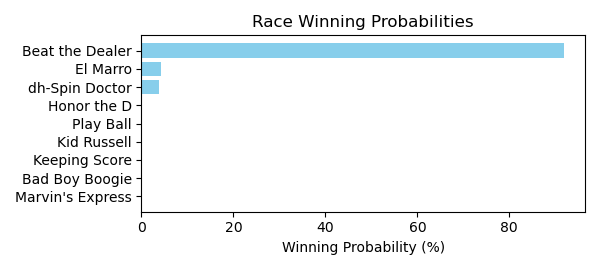 Race Winning Probabilities
Beat the Dealer
El Marro
dh-Spin Doctor
Honor the D
Play Ball
Kid Russell
Keeping Score
Bad Boy Boogie
Marvin's Express
0 20 40 60 80
Winning Probability (%)